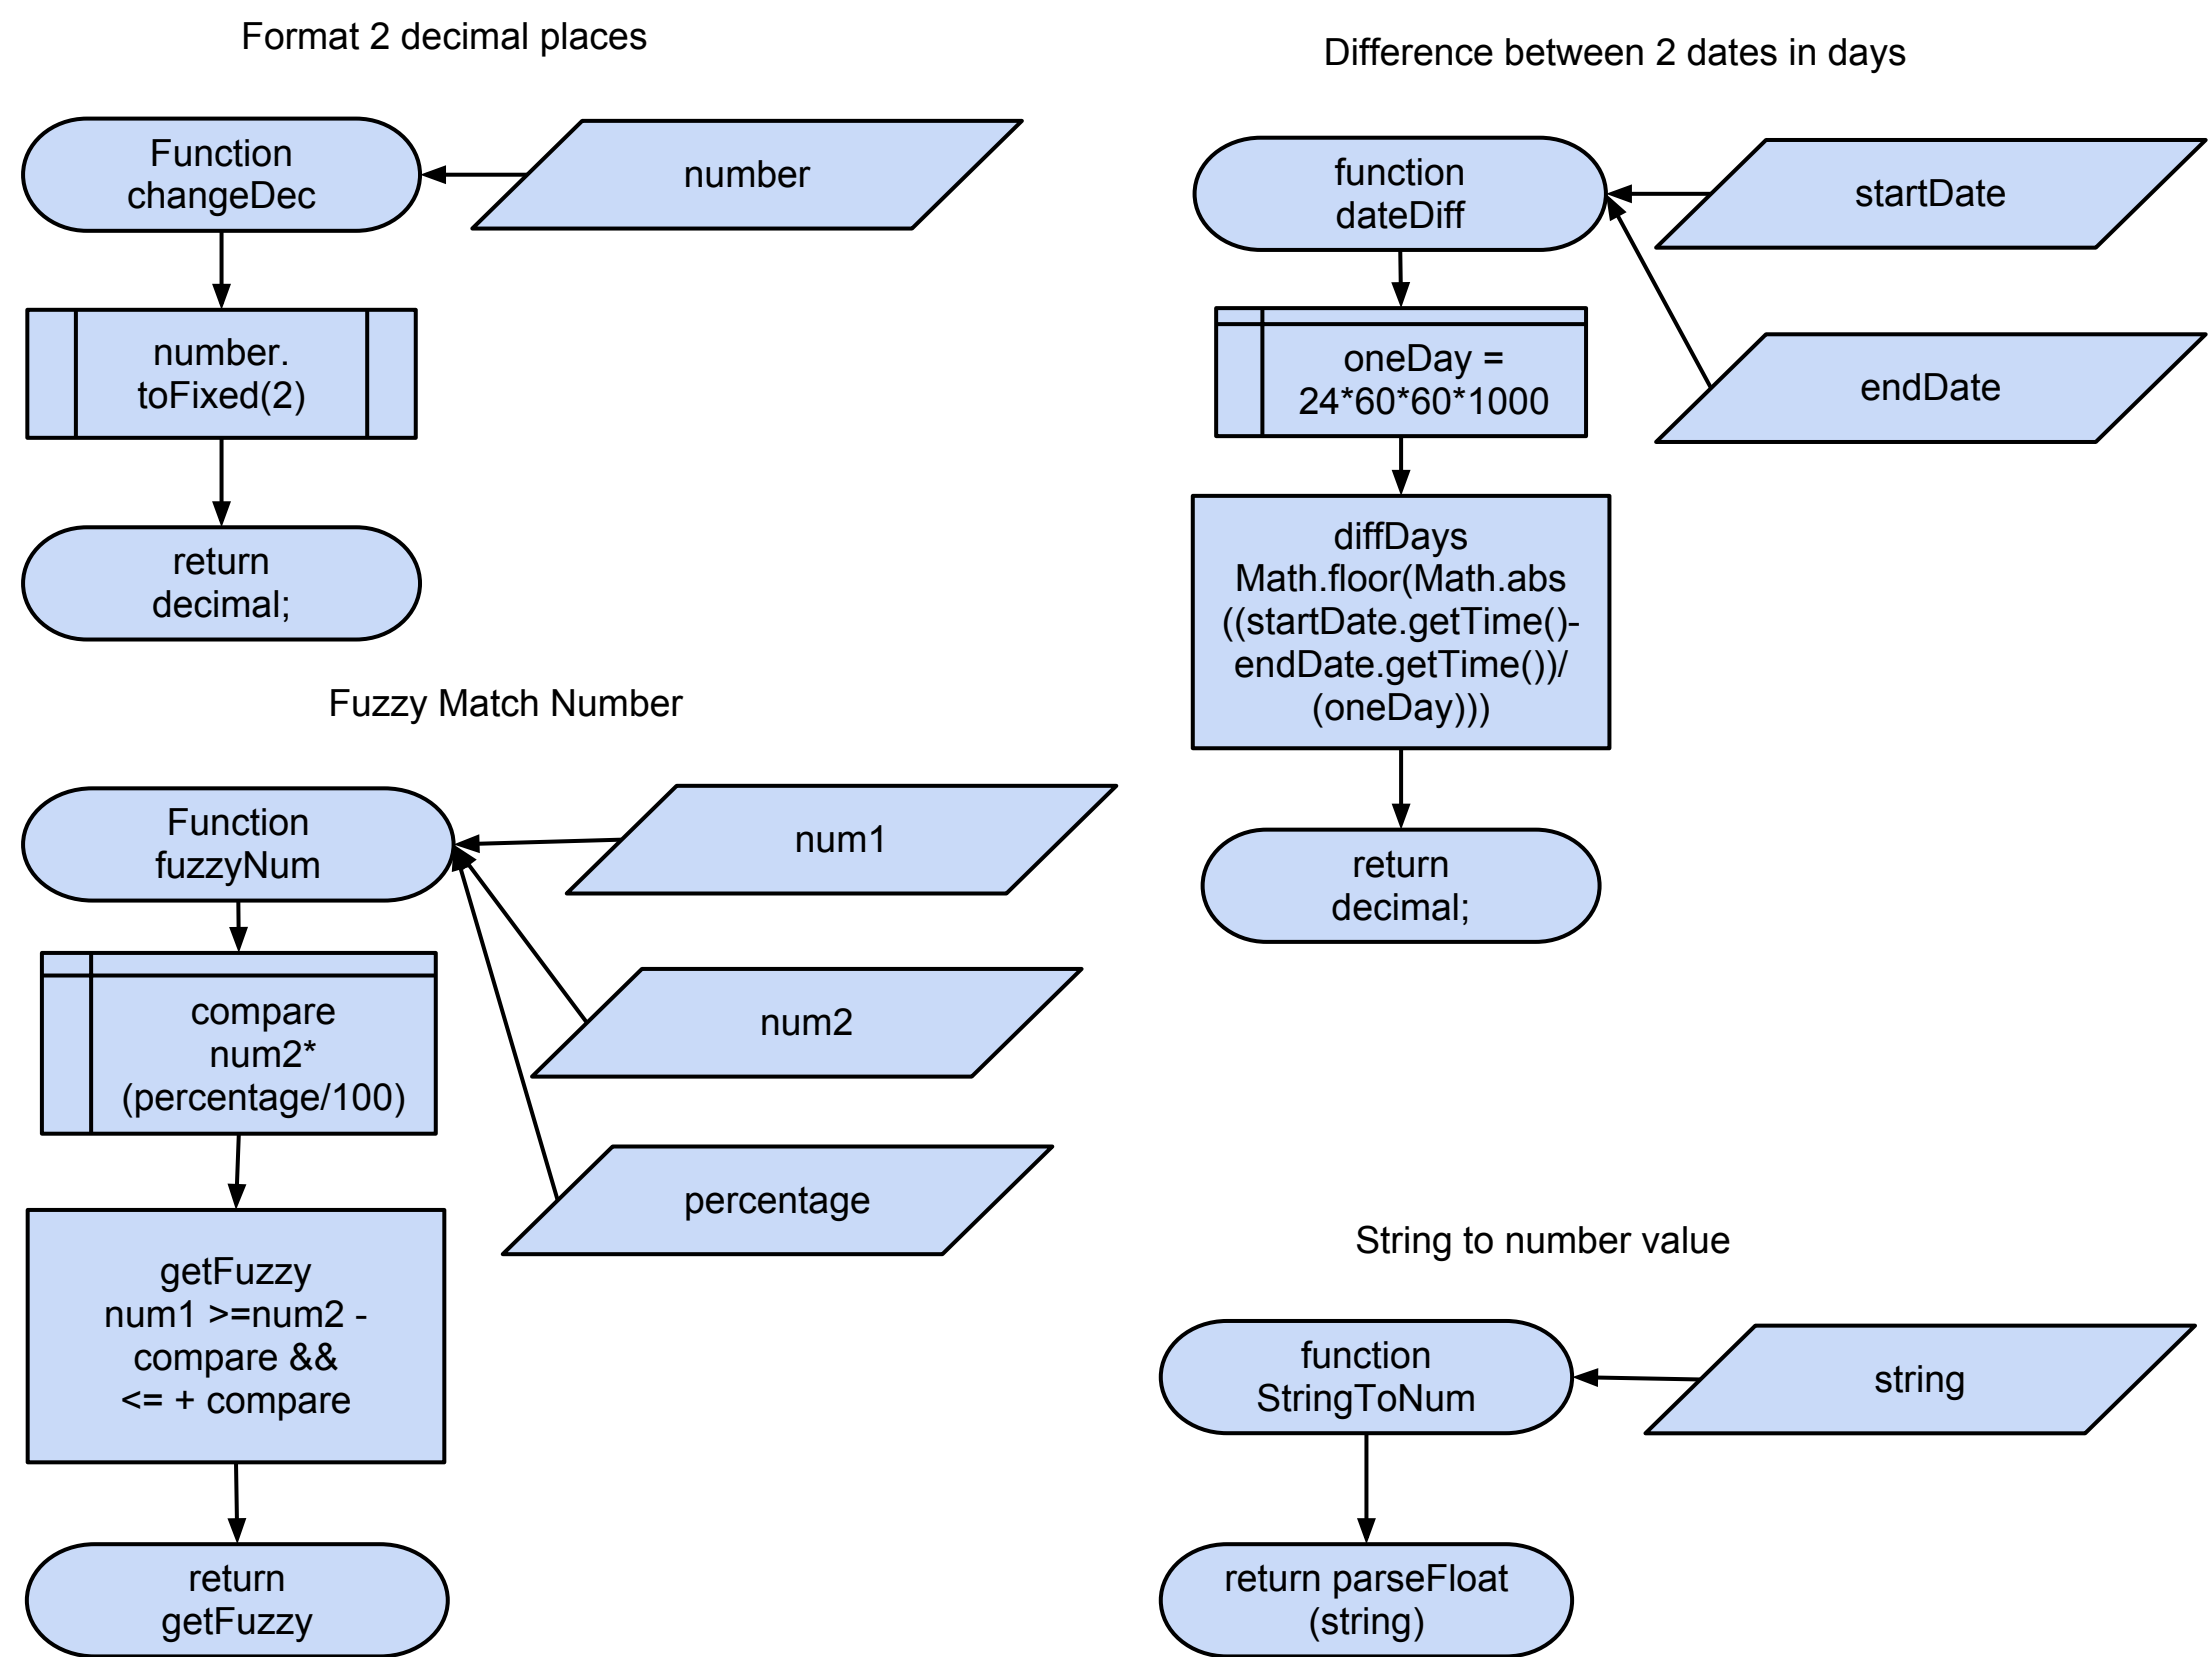 Format 2 decimal places
Function
changeDec
number
number.
toFixed(2)
return
decimal;
Fuzzy Match Number
Function
fuzzyNum
num1
num2
percentage
compare
num2*
(percentage/100)
getFuzzy
num1 >=num2 -
compare &&
<= + compare
return
getFuzzy
Difference between 2 dates in days
function
dateDiff
startDate
endDate
oneDay =
24*60*60*1000
diffDays
Math.floor(Math.abs
((startDate.getTime()-
endDate.getTime())/
(oneDay)))
return
decimal;
String to number value
function
StringToNum
string
return parseFloat
(string)